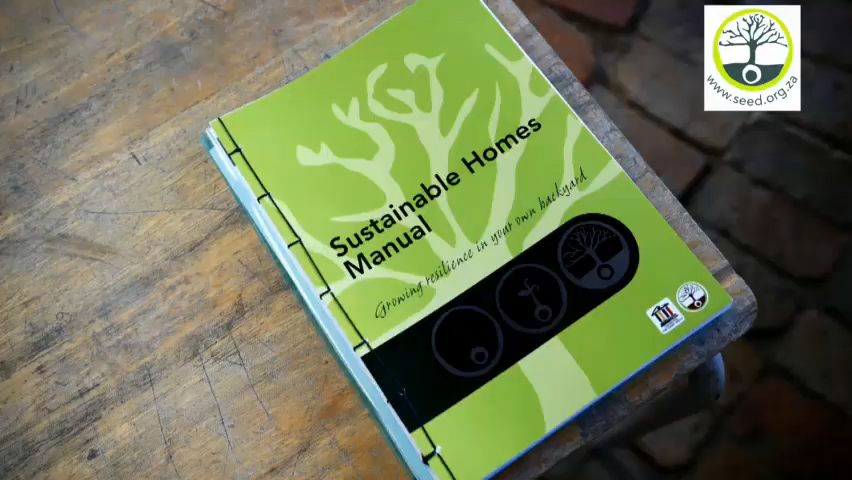 Sustainable Homes
Manual
Growing resilience in your own backyard
www.seed.org.za